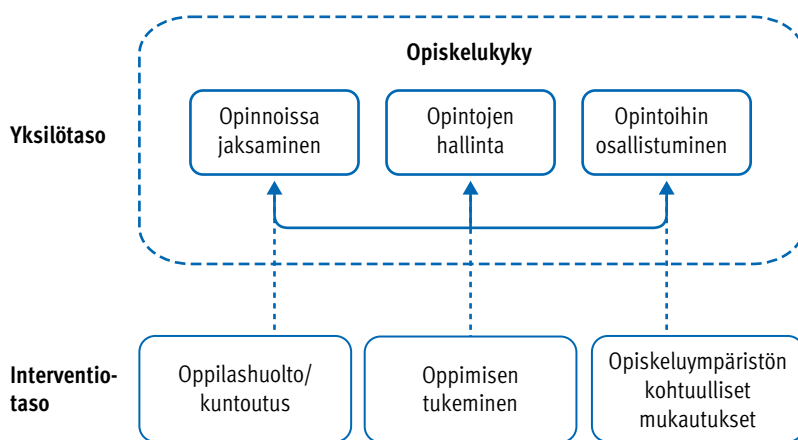 Opiskelukyky
Yksilötaso
Opinnoissa
jaksaminen
Opintojen
hallinta
Opintoihin
osallistuminen
Interventio-
taso
Oppilashuolto/
kuntoutus
Oppimisen
tukeminen
Opiskeluympäristön
kohtuulliset
mukautukset